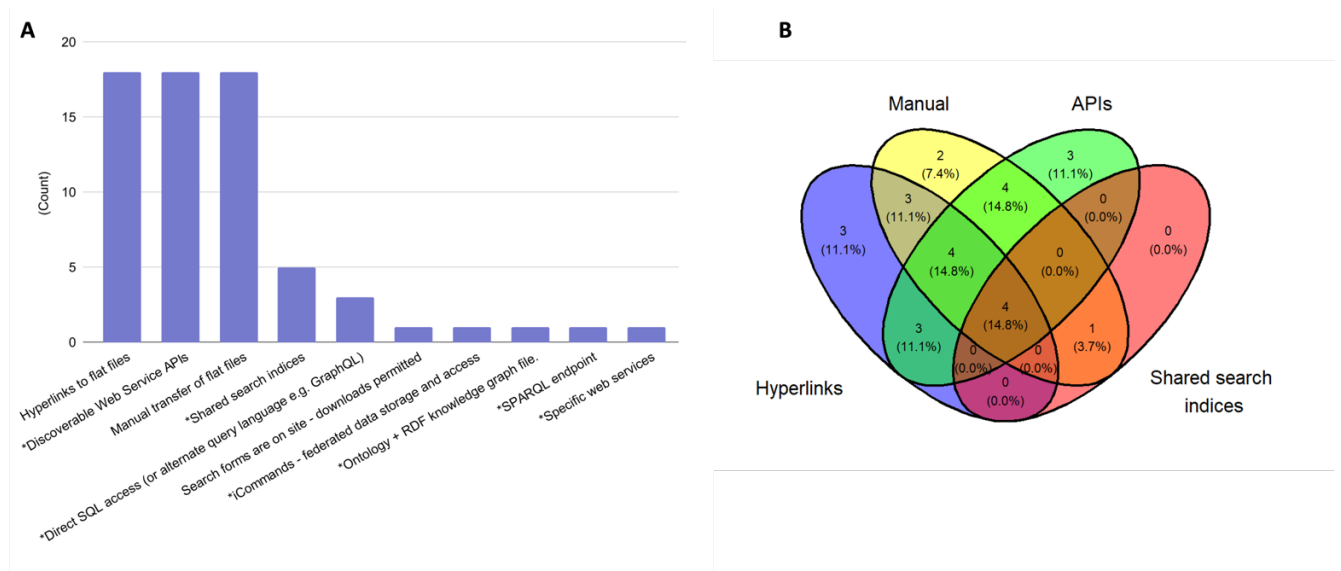 A
20
15
10
5
0
(Count)
Hyperlinks to flat files
*Discoverable Web Service APIs
Manual transfer of flat files
*Shared search indices
*Direct SQL access (or alternate query language e.g. GraphQL)
Search forms are on site - downloads permitted
*iCommands - federated data storage and access
*Ontology + RDF knowledge graph file.
*SPARQL endpoint
*Specific web services
B
Manual
APIs
2
(7.4%)
3
(11.1%)
3
(11.1%)
4
(14.8%)
0
(0.0%)
3
(11.1%)
0
(0.0%)
4
(14.8%)
0
(0.0%)
4
(14.8%)
3
(11.1%)
1
(3.7%)
0
(0.0%)
0
(0.0%)
0
(0.0%)
Hyperlinks
Shared search
indices